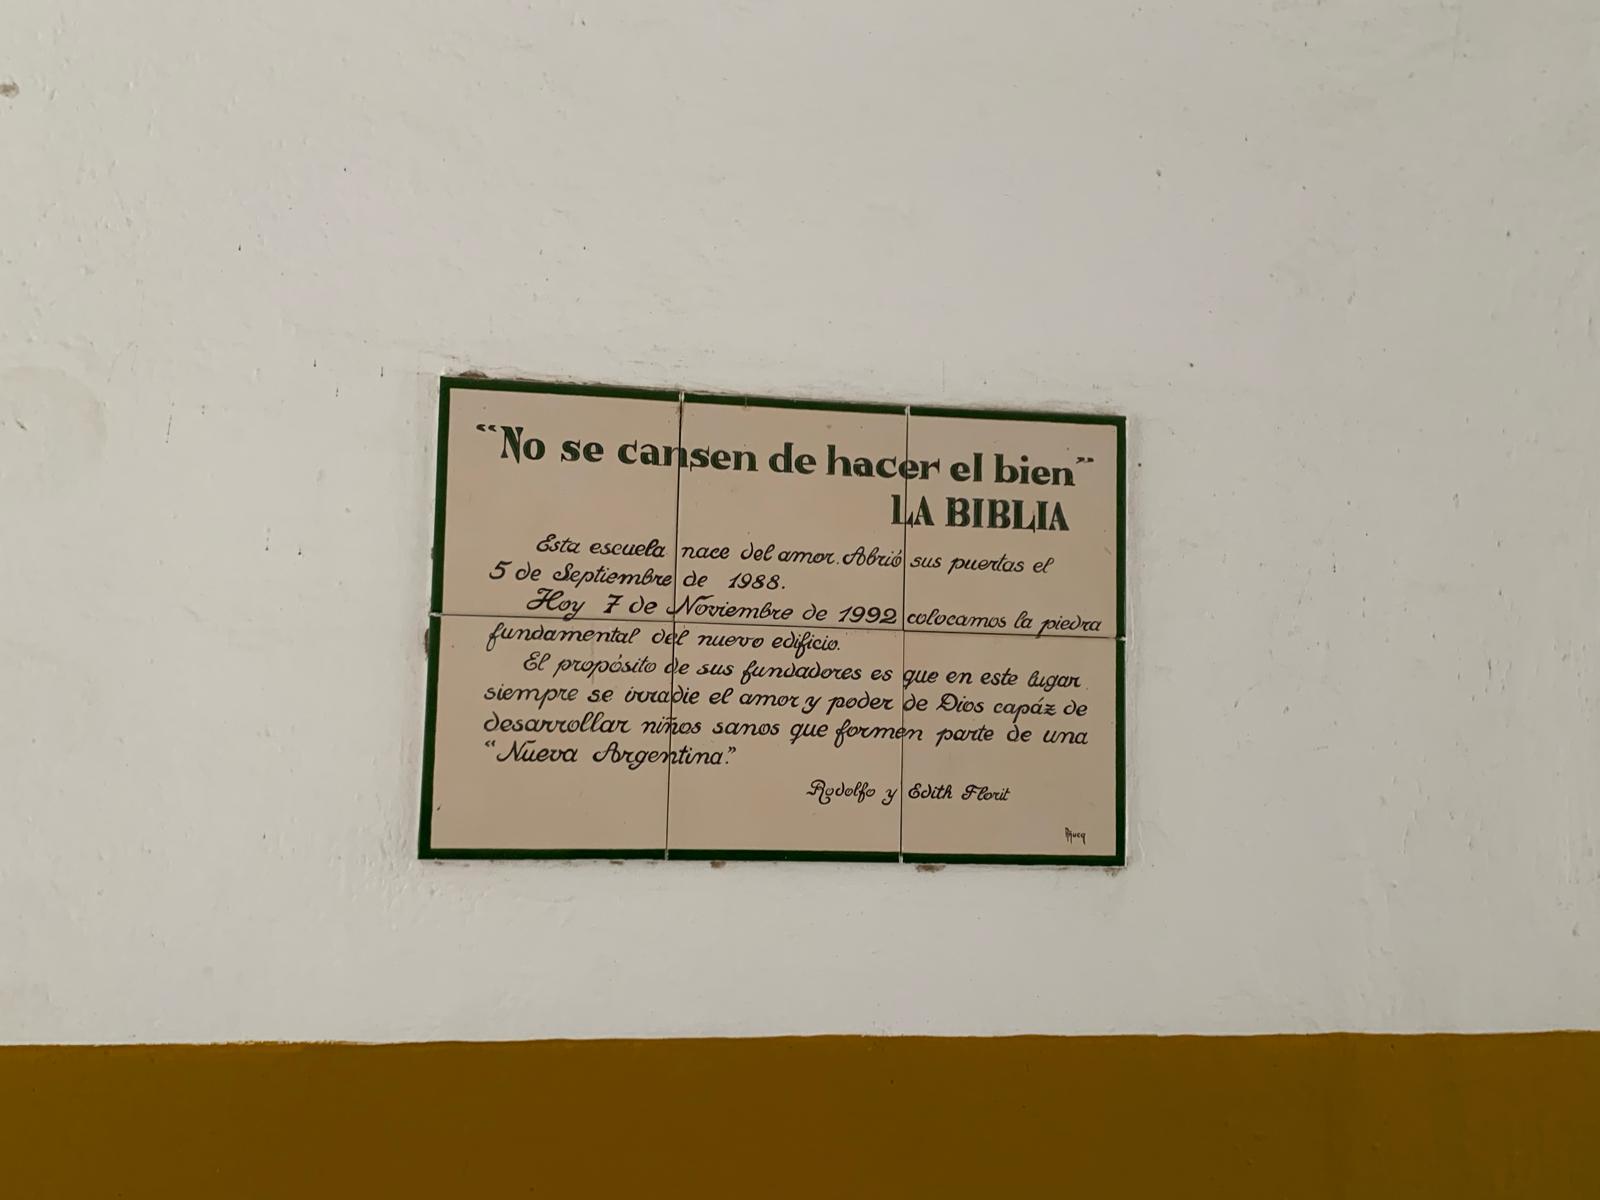 “No se cansen de hacer el bien”
LA BIBLIA
Esta escuela nace del amor. Abrió sus puertas el
5 de Septiembre de 1988.
Hoy 7 de Noviembre de 1992 colocamos la piedra
fundamental del nuevo edificio.
El propósito de sus fundadores es que en este lugar
siempre se irradie el amor y poder de Dios capáz de
desarrollar niños sanos que formen parte de una
“Nueva Argentina”.
Rodolfo y Edith Florit